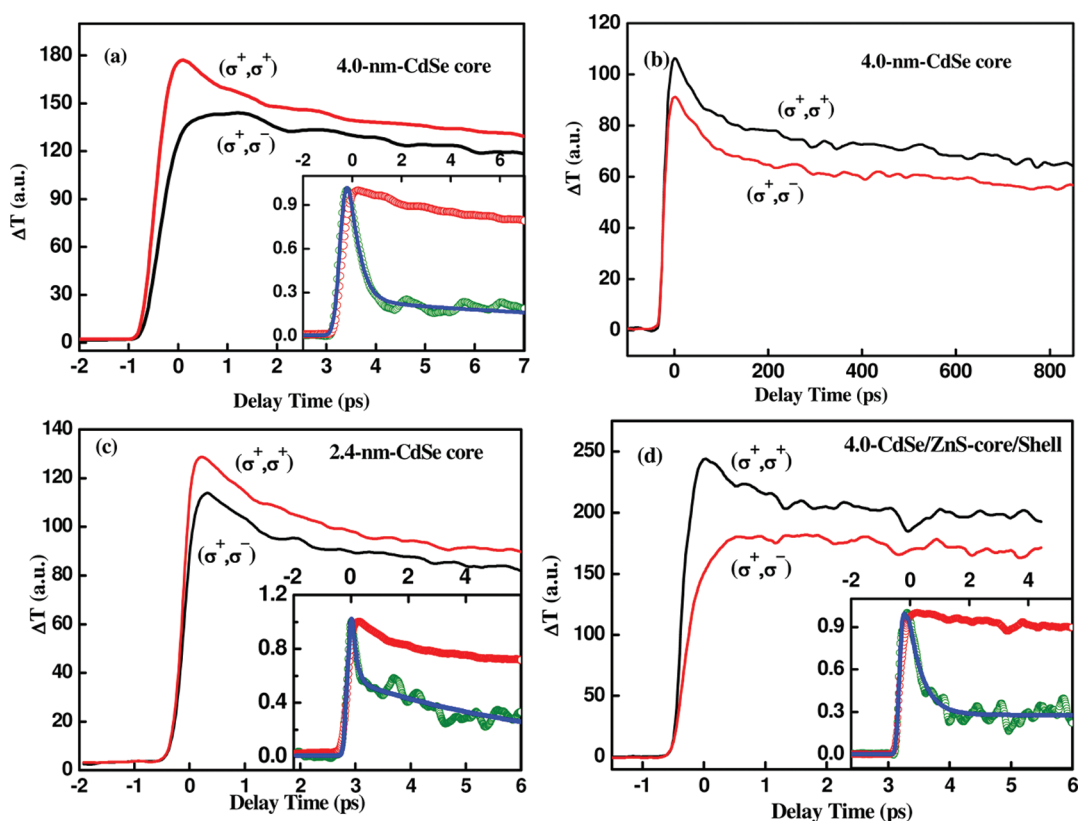 (a)
4.0-nm-CdSe core
(σ⁺,σ⁺)
(σ⁺,σ⁻)
ΔT (a.u.)
180
150
120
90
60
30
0
-2 -1 0 1 2 3 4 5 6 7
Delay Time (ps)
-2 0 2 4 6
0.9
0.6
0.3
0.0
(b)
4.0-nm-CdSe core
(σ⁺,σ⁺)
(σ⁺,σ⁻)
ΔT (a.u.)
120
100
80
60
40
20
0
0 200 400 600 800
Delay Time (ps)
(c)
2.4-nm-CdSe core
(σ⁺,σ⁺)
(σ⁺,σ⁻)
ΔT (a.u.)
140
120
100
80
60
40
20
0
-2 -1 0 1 2 3 4 5 6
Delay Time (ps)
-2 0 2 4
1.2
0.8
0.4
0.0
(d)
4.0-CdSe/ZnS-core/Shell
(σ⁺,σ⁺)
(σ⁺,σ⁻)
ΔT (a.u.)
250
200
150
100
50
0
-1 0 1 2 3 4 5 6
Delay Time (ps)
-2 0 2 4
0.9
0.6
0.3
0.0